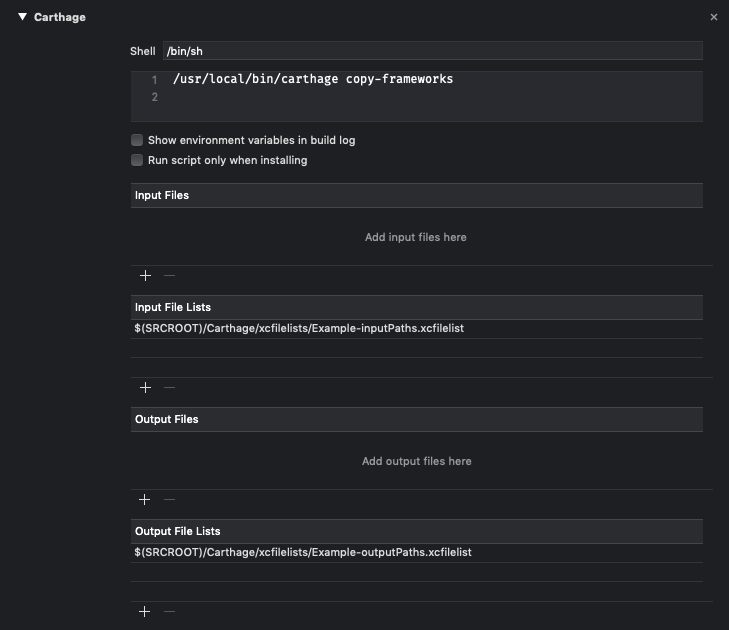 ▼ Carthage ×
Shell /bin/sh
1 /usr/local/bin/carthage copy-frameworks
2
Show environment variables in build log
Run script only when installing
Input Files
Add input files here
+ —
Input File Lists
$(SRCROOT)/Carthage/xcfilelists/Example-inputPaths.xcfilelist
+ —
Output Files
Add output files here
+ —
Output File Lists
$(SRCROOT)/Carthage/xcfilelists/Example-outputPaths.xcfilelist
+ —